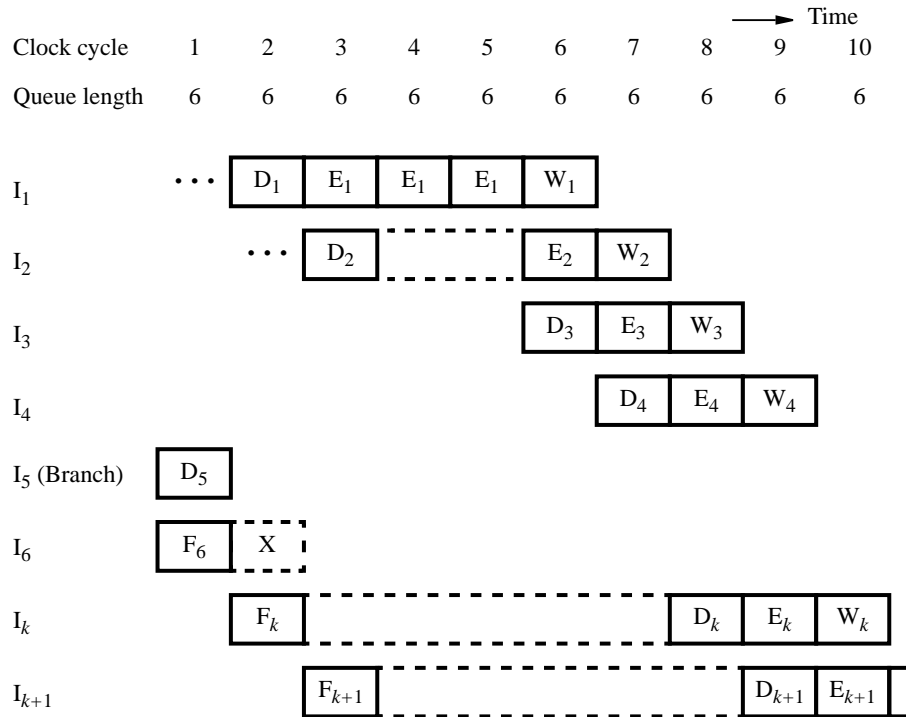 Time
Clock cycle 1 2 3 4 5 6 7 8 9 10
Queue length 6 6 6 6 6 6 6 6 6 6
I1 • • • D1 E1 E1 E1 W1
I2 • • • D2 E2 W2
I3 D3 E3 W3
I4 D4 E4 W4
I5 (Branch) D5
I6 F6 X
Ik Fk Dk Ek Wk
Ik+1 Fk+1 Dk+1 Ek+1